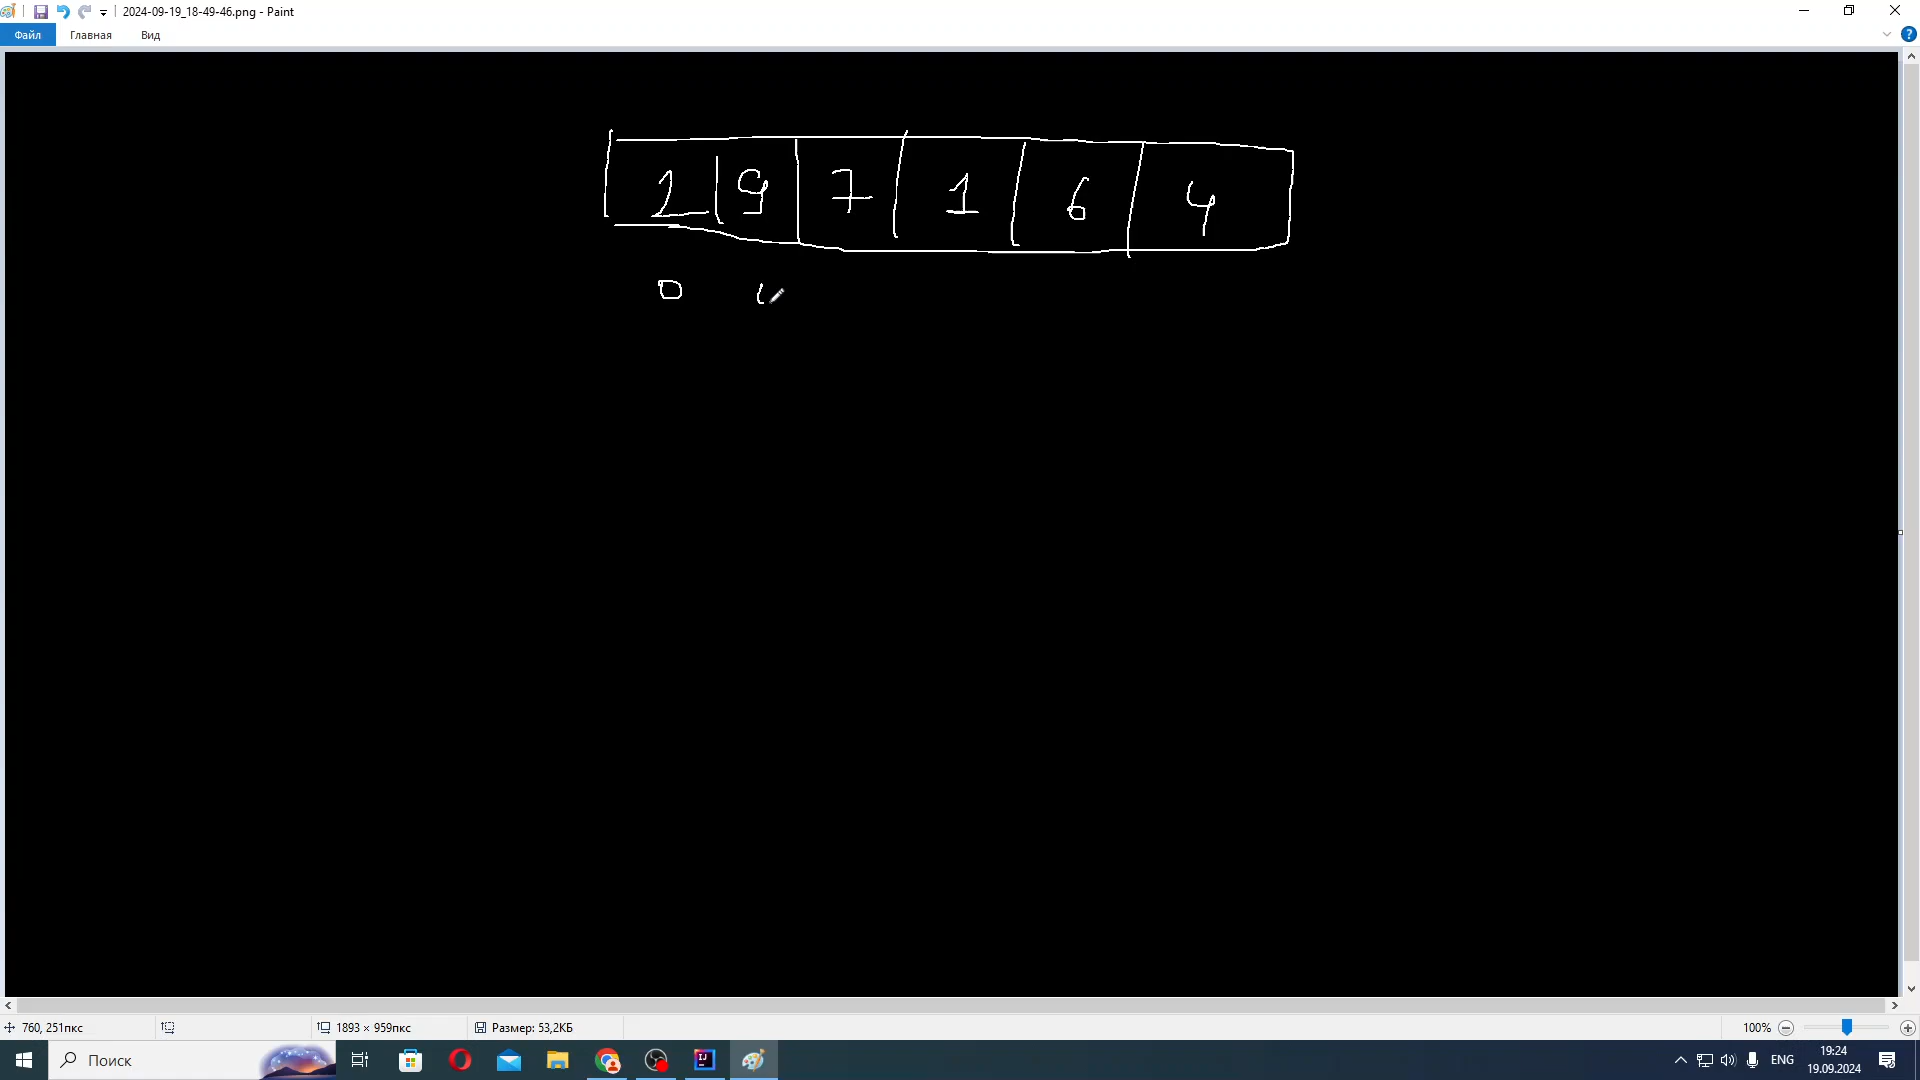 2024-09-19_18-49-46.png - Paint
Файл Главная Вид
2 9 7 1 6 4
0
760, 251пкс 1893 × 959пкс Размер: 53,2КБ 100%
Поиск ENG 19:24
19.09.2024